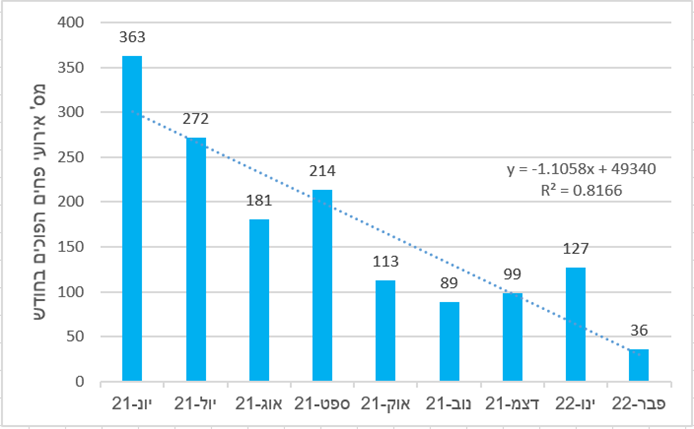 400
350
300
250
200
150
100
50
0
מס' אירועי פחים הפוכים בחודש
363
272
181
214
113
89
99
127
36
y = -1.1058x + 49340
R² = 0.8166
יונ-21
יול-21
אוג-21
ספט-21
אוק-21
נוב-21
דצמ-21
ינו-22
פבר-22